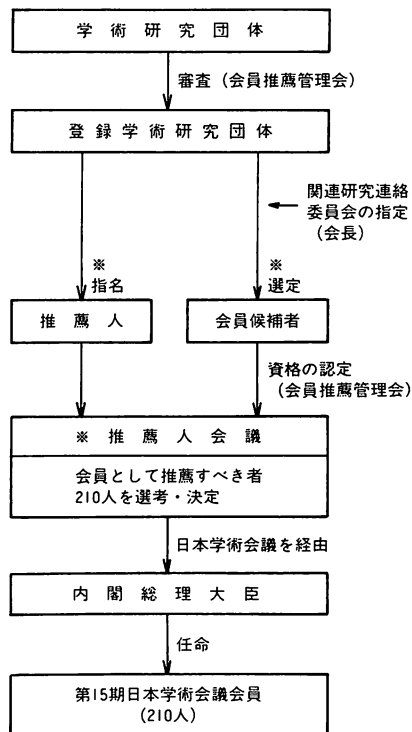 学術研究団体
審査（会員推薦管理会）
登録学術研究団体
関連研究連絡
委員会の指定
（会長）
※
指名
※
選定
推薦人
会員候補者
資格の認定
（会員推薦管理会）
※ 推薦人会議
会員として推薦すべき者
210人を選考・決定
日本学術会議を経由
内閣総理大臣
任命
第15期日本学術会議会員
（210人）